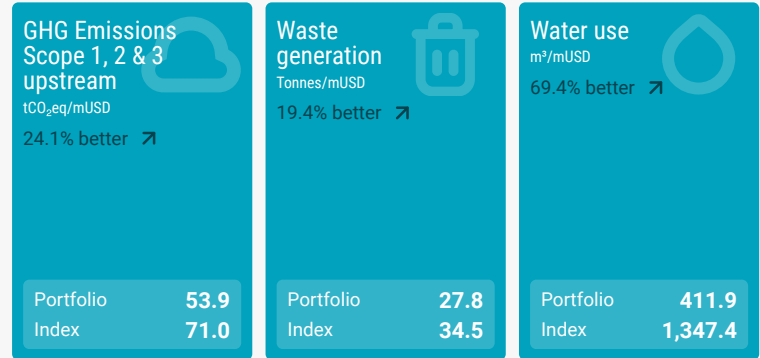 GHG Emissions
Scope 1, 2 & 3
upstream
tCO₂eq/mUSD
24.1% better
Portfolio 53.9
Index 71.0
Waste
generation
Tonnes/mUSD
19.4% better
Portfolio 27.8
Index 34.5
Water use
m³/mUSD
69.4% better
Portfolio 411.9
Index 1,347.4